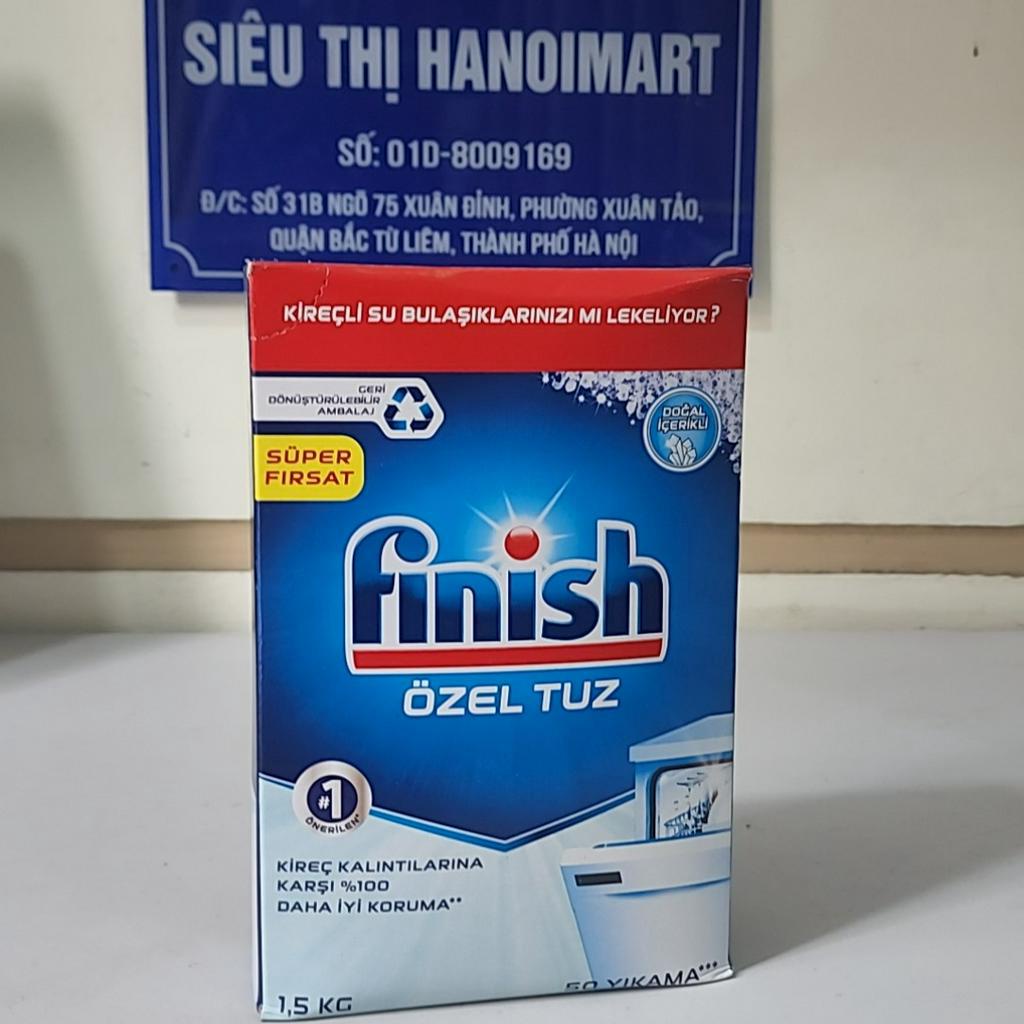 SIÊU THỊ HANOIMART
SỐ: 01D-8009169
Đ/C: SỐ 31B NGÕ 75 XUÂN ĐỈNH, PHƯỜNG XUÂN TẢO,
QUẬN BẮC TỪ LIÊM, THÀNH PHỐ HÀ NỘI
KİREÇLİ SU BULAŞIKLARINIZI MI LEKELİYOR?
GERİ
DÖNÜŞTÜRÜLEBİLİR
AMBALAJ
DOĞAL
İÇERİKLİ
SÜPER
FIRSAT
finish
ÖZEL TUZ
#1
ÖNERİLEN*
KİREÇ KALINTILARINA
KARŞI %100
DAHA İYİ KORUMA**
50 YIKAMA***
1,5 KG